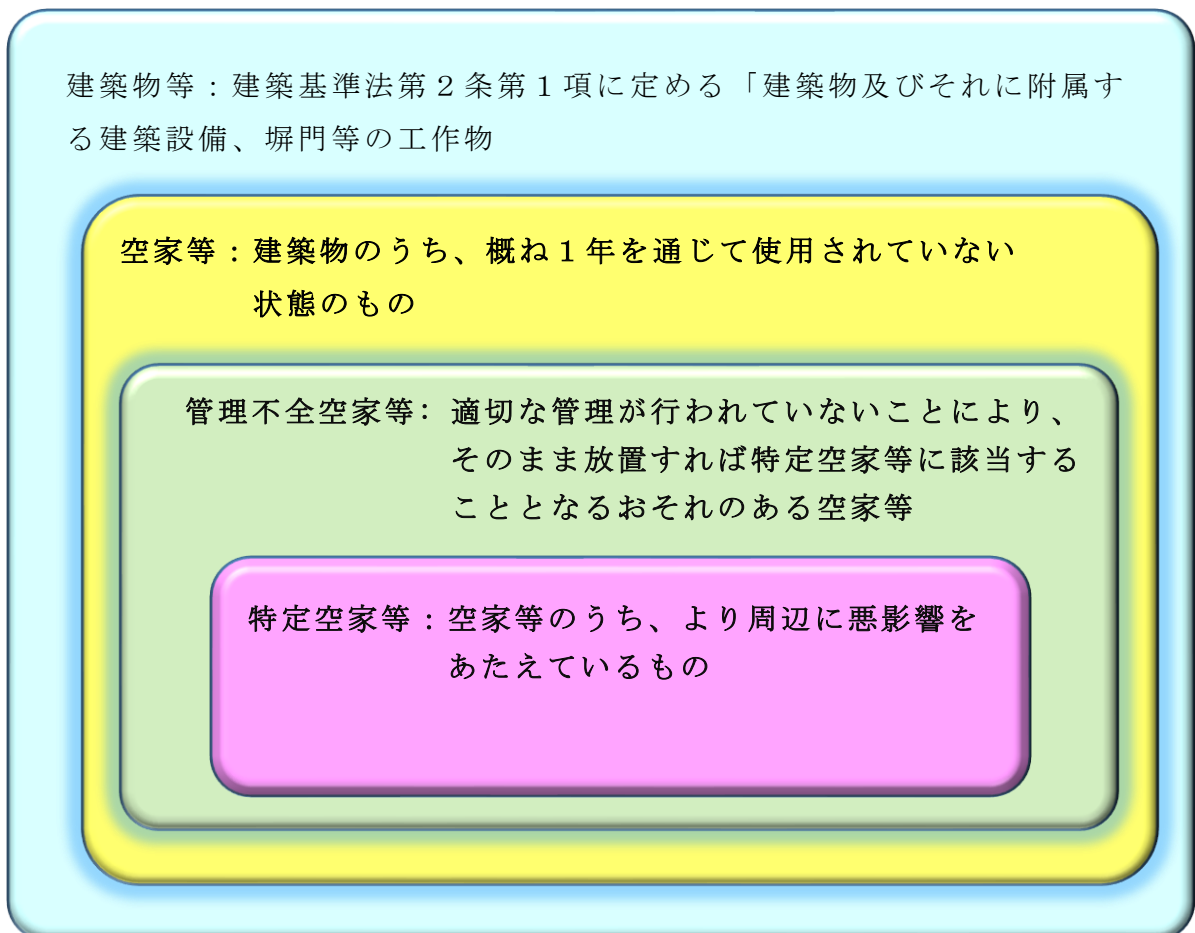 建築物等：建築基準法第２条第１項に定める「建築物及びそれに附属す
る建築設備、塀門等の工作物
空家等：建築物のうち、概ね１年を通じて使用されていない
状態のもの
管理不全空家等：適切な管理が行われていないことにより、
そのまま放置すれば特定空家等に該当する
こととなるおそれのある空家等
特定空家等：空家等のうち、より周辺に悪影響を
あたえているもの